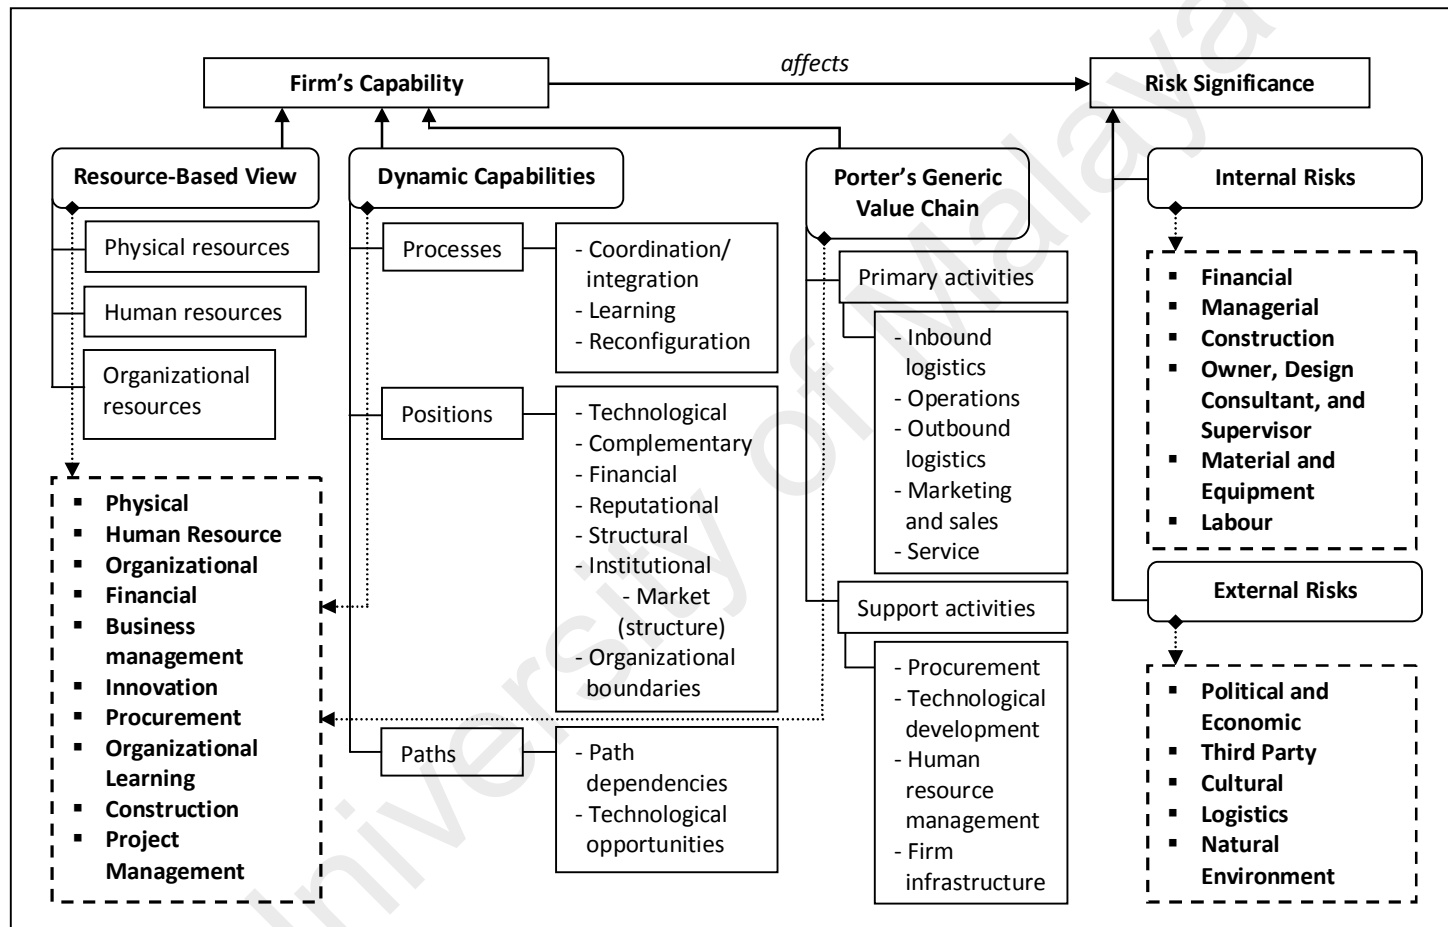 affects
Firm's Capability
Risk Significance
Resource-Based View
Dynamic Capabilities
Porter's Generic
Value Chain
Internal Risks
Physical resources
Human resources
Organizational
resources
▪ Physical
▪ Human Resource
▪ Organizational
▪ Financial
▪ Business
management
▪ Innovation
▪ Procurement
▪ Organizational
Learning
▪ Construction
▪ Project
Management
Processes
- Coordination/
integration
- Learning
- Reconfiguration
Positions
- Technological
- Complementary
- Financial
- Reputational
- Structural
- Institutional
- Market
(structure)
- Organizational
boundaries
Paths
- Path
dependencies
- Technological
opportunities
Primary activities
- Inbound
logistics
- Operations
- Outbound
logistics
- Marketing
and sales
- Service
Support activities
- Procurement
- Technological
development
- Human
resource
management
- Firm
infrastructure
▪ Financial
▪ Managerial
▪ Construction
▪ Owner, Design
Consultant, and
Supervisor
▪ Material and
Equipment
▪ Labour
External Risks
▪ Political and
Economic
▪ Third Party
▪ Cultural
▪ Logistics
▪ Natural
Environment
University of Malaya